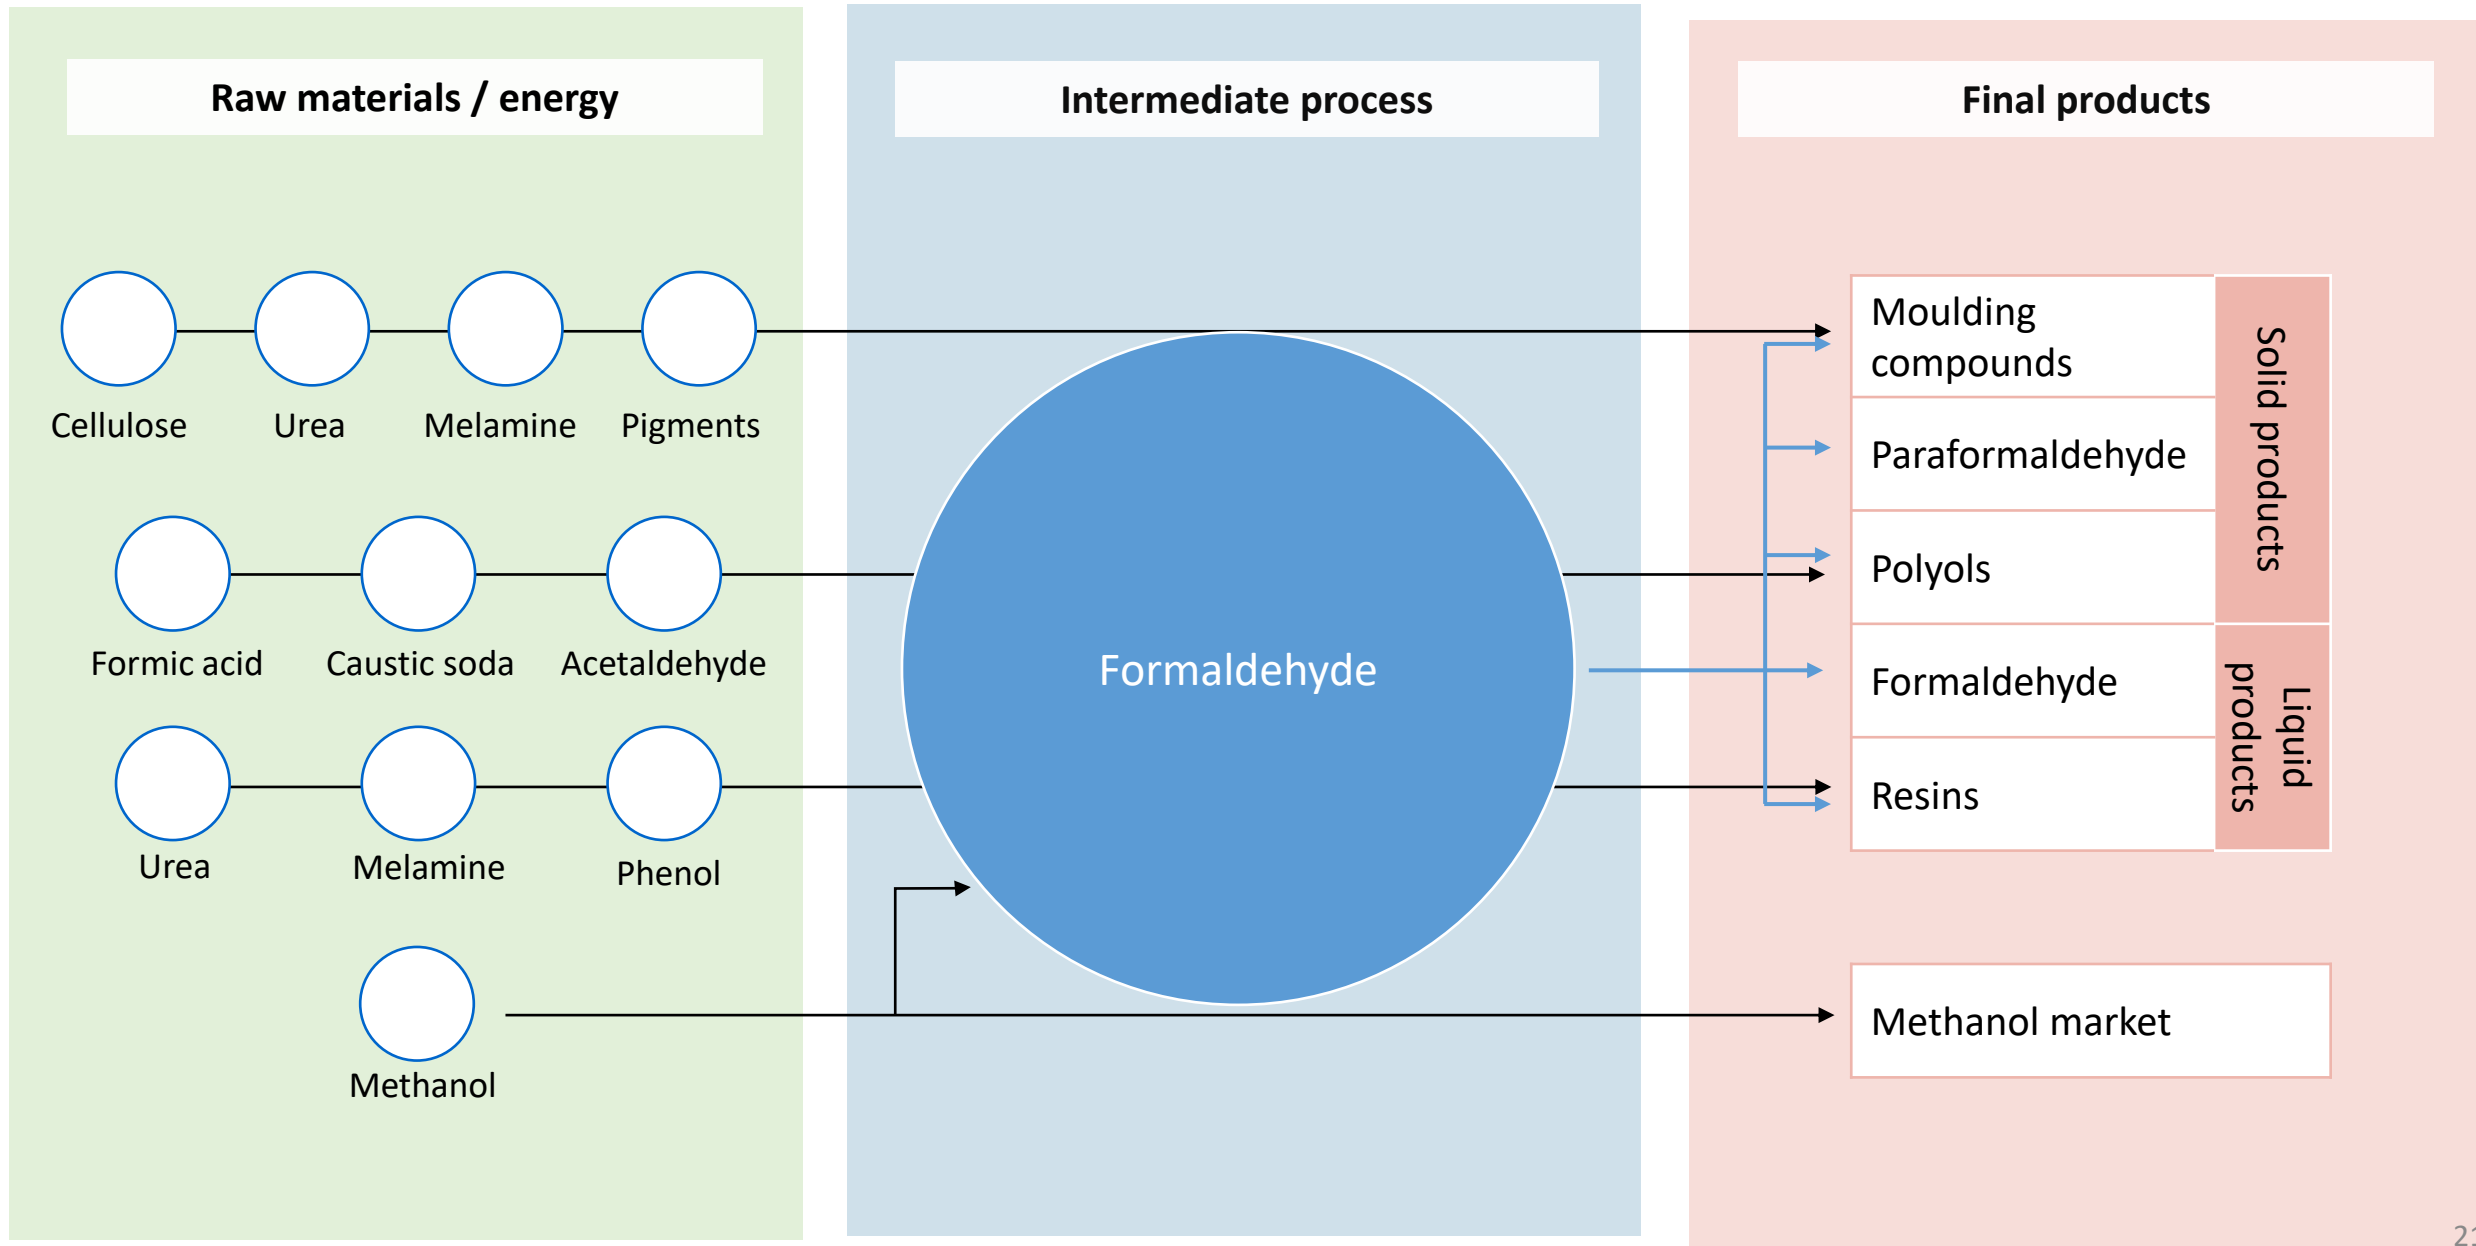 Raw materials / energy
Intermediate process
Final products
Cellulose
Urea
Melamine
Pigments
Formic acid
Caustic soda
Acetaldehyde
Urea
Melamine
Phenol
Methanol
Formaldehyde
Moulding
compounds
Paraformaldehyde
Polyols
Formaldehyde
Resins
Solid products
Liquid
products
Methanol market
21